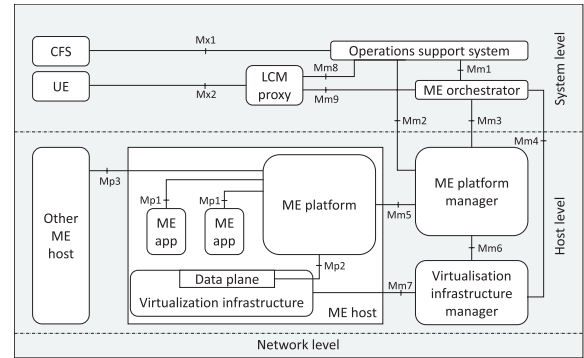 CFS
Mx1
Operations support system
UE
Mx2
LCM
proxy
Mm8
Mm9
Mm1
ME orchestrator
System level
Mm2
Mm3
Mm4
Other
ME
host
Mp3
Mp1
Mp1
ME
app
ME
app
ME platform
Mm5
ME platform
manager
Host level
Mp2
Mm6
Data plane
Virtualization infrastructure
Mm7
ME host
Virtualisation
infrastructure
manager
Network level